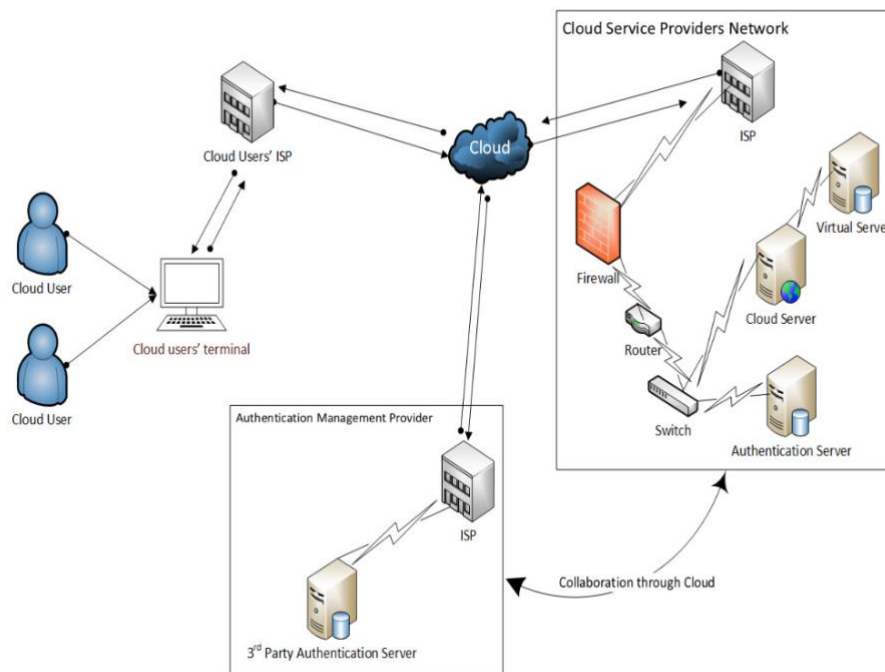 Cloud Service Providers Network
ISP
Cloud Users' ISP
Cloud
Virtual Server
Firewall
Cloud User
Cloud Server
Router
Cloud users' terminal
Cloud User
Switch
Authentication Server
Authentication Management Provider
ISP
Collaboration through Cloud
3rd Party Authentication Server